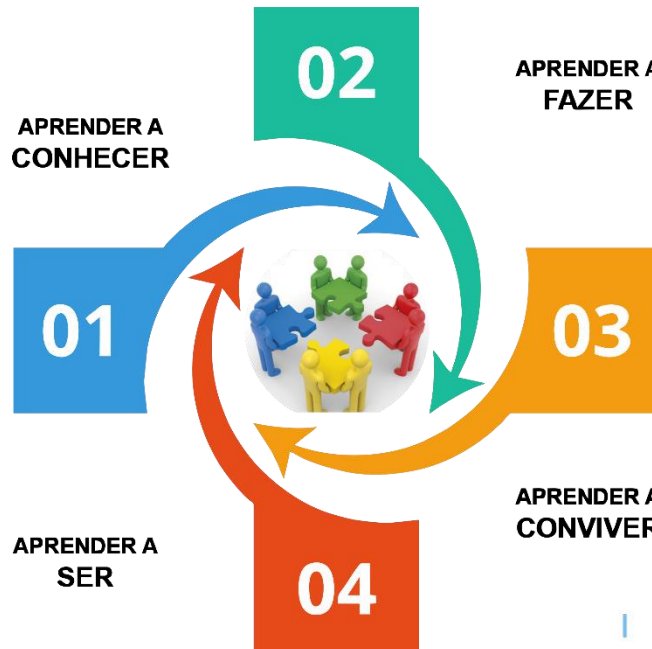 02
APRENDER A
FAZER
APRENDER A
CONHECER
01
03
APRENDER A
CONVIVER
APRENDER A
SER
04